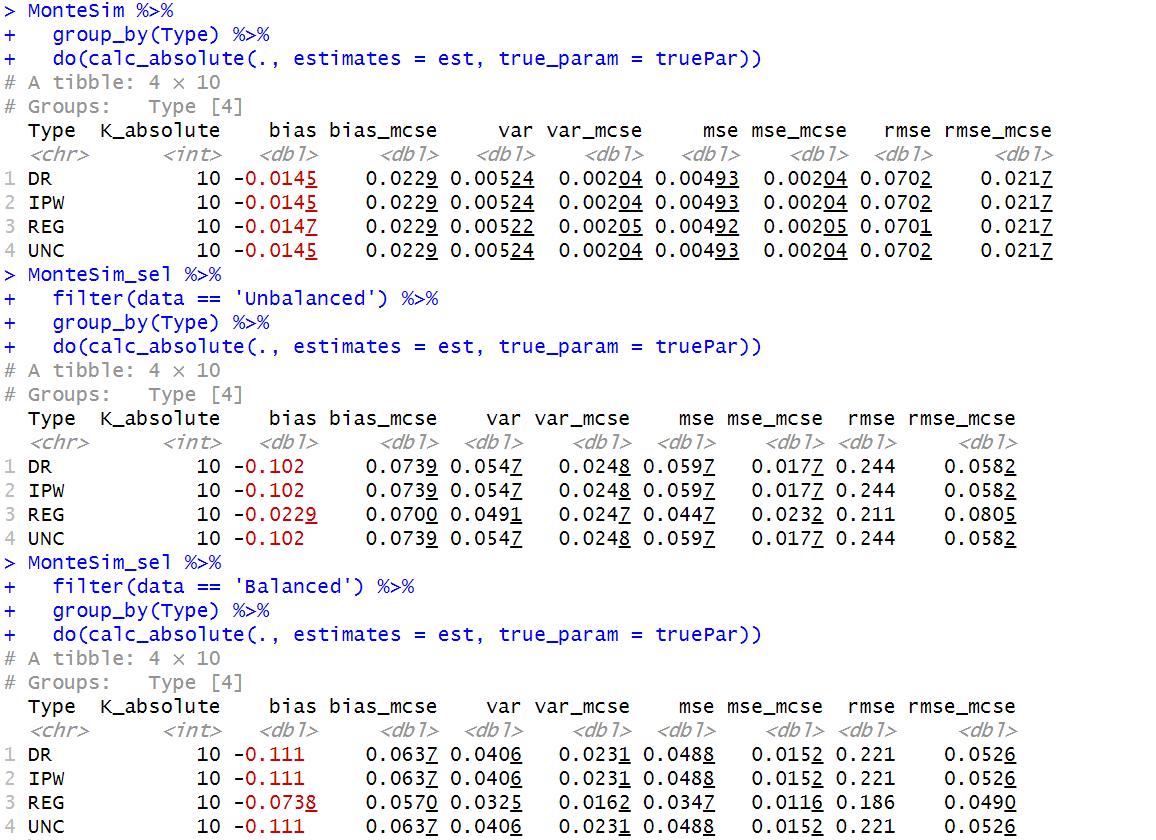 > MonteSim %>%
+   group_by(Type) %>%
+   do(calc_absolute(., estimates = est, true_param = truePar))
# A tibble: 4 × 10
# Groups:   Type [4]
  Type  K_absolute    bias bias_mcse     var var_mcse     mse mse_mcse   rmse rmse_mcse
  <chr>      <int>   <dbl>     <dbl>   <dbl>    <dbl>   <dbl>    <dbl>  <dbl>     <dbl>
1 DR            10 -0.0145    0.0229 0.00524  0.00204 0.00493  0.00204 0.0702    0.0217
2 IPW           10 -0.0145    0.0229 0.00524  0.00204 0.00493  0.00204 0.0702    0.0217
3 REG           10 -0.0147    0.0229 0.00522  0.00205 0.00492  0.00205 0.0701    0.0217
4 UNC           10 -0.0145    0.0229 0.00524  0.00204 0.00493  0.00204 0.0702    0.0217
> MonteSim_sel %>%
+   filter(data == 'Unbalanced') %>%
+   group_by(Type) %>%
+   do(calc_absolute(., estimates = est, true_param = truePar))
# A tibble: 4 × 10
# Groups:   Type [4]
  Type  K_absolute    bias bias_mcse    var var_mcse    mse mse_mcse  rmse rmse_mcse
  <chr>      <int>   <dbl>     <dbl>  <dbl>    <dbl>  <dbl>    <dbl> <dbl>     <dbl>
1 DR            10 -0.102     0.0739 0.0547   0.0248 0.0597   0.0177 0.244    0.0582
2 IPW           10 -0.102     0.0739 0.0547   0.0248 0.0597   0.0177 0.244    0.0582
3 REG           10 -0.0229    0.0700 0.0491   0.0247 0.0447   0.0232 0.211    0.0805
4 UNC           10 -0.102     0.0739 0.0547   0.0248 0.0597   0.0177 0.244    0.0582
> MonteSim_sel %>%
+   filter(data == 'Balanced') %>%
+   group_by(Type) %>%
+   do(calc_absolute(., estimates = est, true_param = truePar))
# A tibble: 4 × 10
# Groups:   Type [4]
  Type  K_absolute    bias bias_mcse    var var_mcse    mse mse_mcse  rmse rmse_mcse
  <chr>      <int>   <dbl>     <dbl>  <dbl>    <dbl>  <dbl>    <dbl> <dbl>     <dbl>
1 DR            10 -0.111     0.0637 0.0406   0.0231 0.0488   0.0152 0.221    0.0526
2 IPW           10 -0.111     0.0637 0.0406   0.0231 0.0488   0.0152 0.221    0.0526
3 REG           10 -0.0738    0.0570 0.0325   0.0162 0.0347   0.0116 0.186    0.0490
4 UNC           10 -0.111     0.0637 0.0406   0.0231 0.0488   0.0152 0.221    0.0526